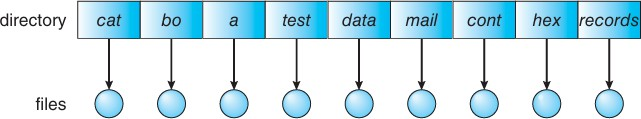 directory cat bo a test data mail cont hex records
files